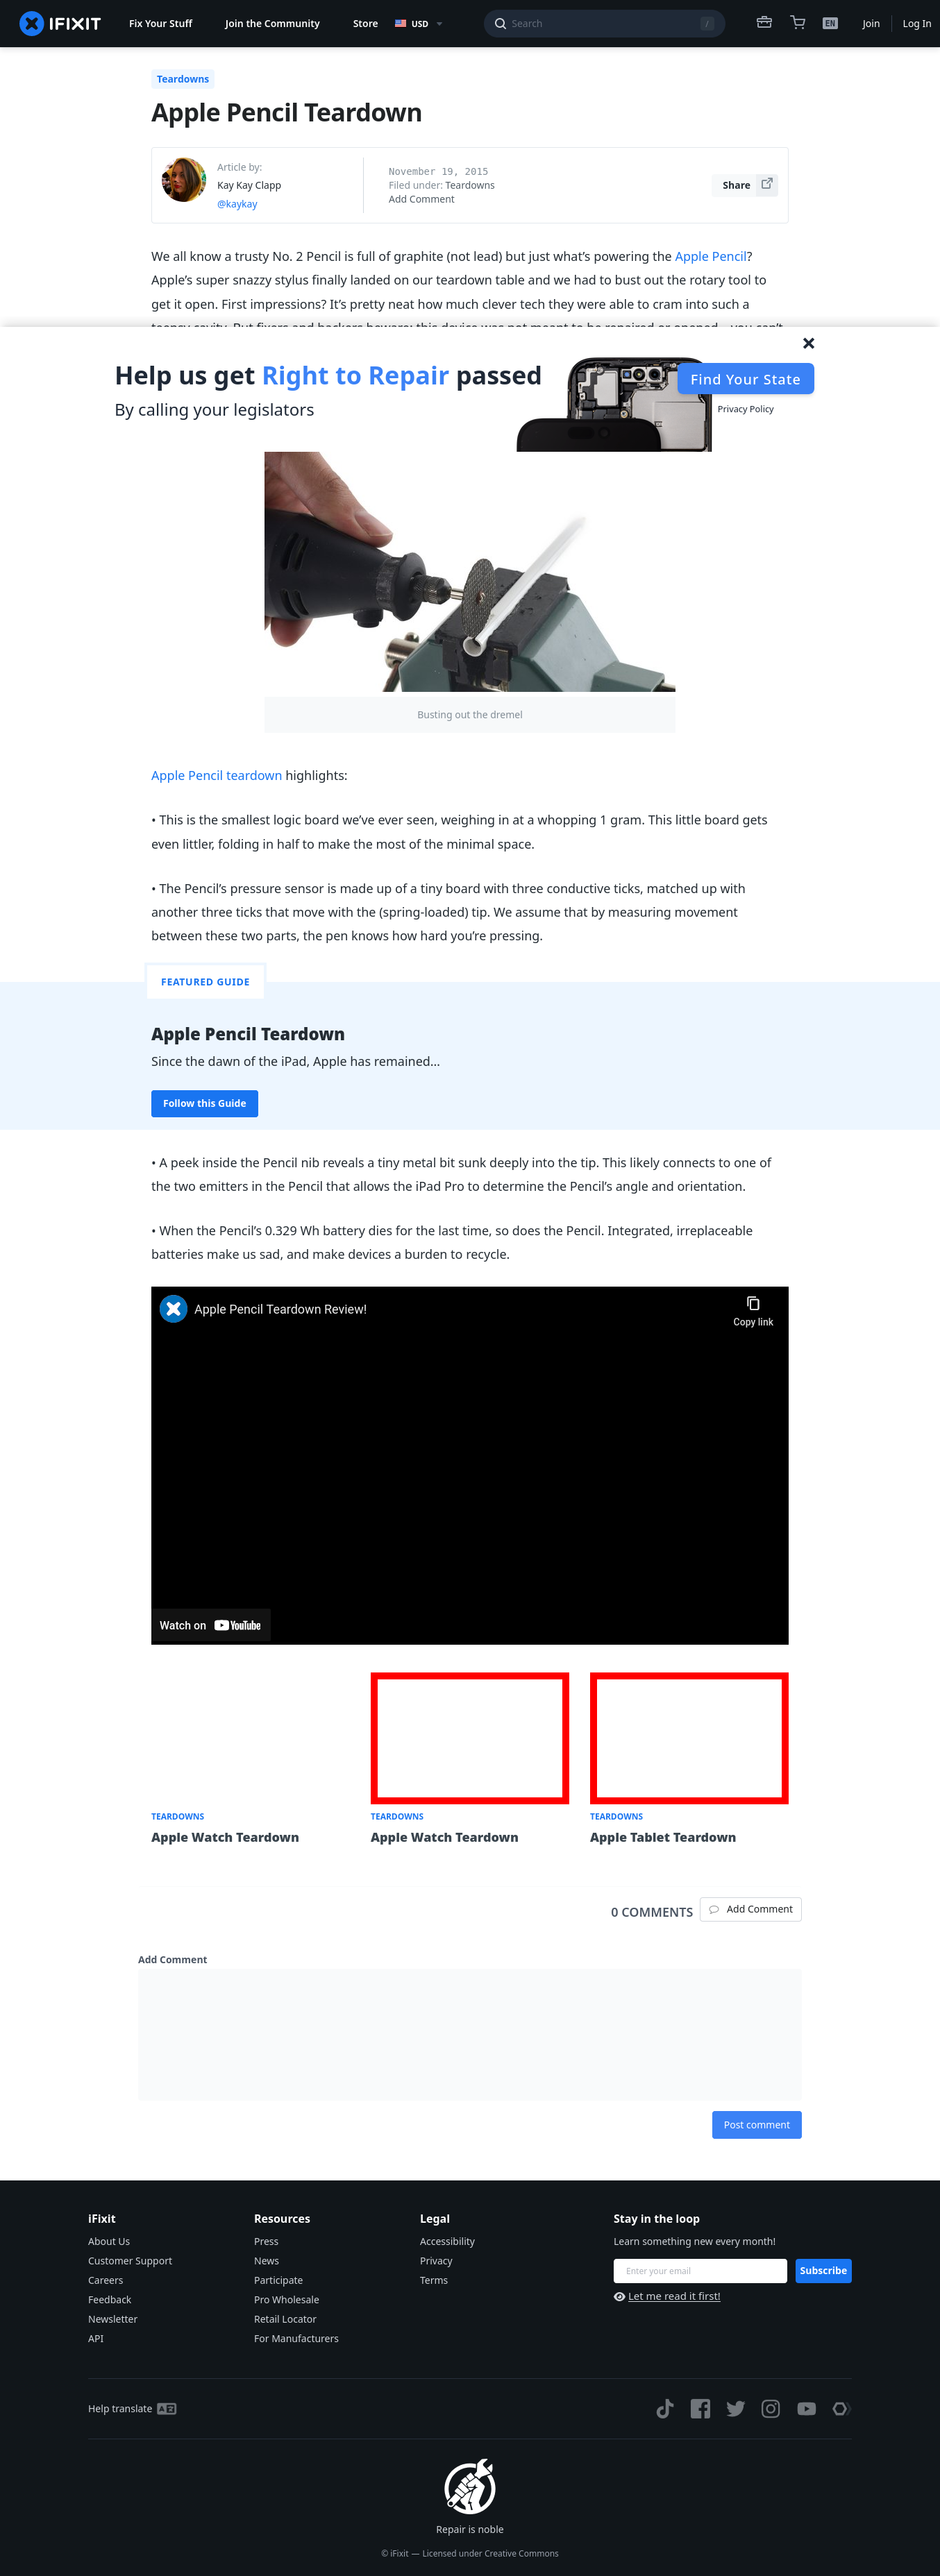 IFIXIT
Fix Your Stuff
Join the Community
Store
USD
Search
/
EN
Join
Log In
Teardowns
Apple Pencil Teardown
Article by:
Kay Kay Clapp
@kaykay
November 19, 2015
Filed under: Teardowns
Add Comment
Share
We all know a trusty No. 2 Pencil is full of graphite (not lead) but just what’s powering the Apple Pencil?
Apple’s super snazzy stylus finally landed on our teardown table and we had to bust out the rotary tool to
get it open. First impressions? It’s pretty neat how much clever tech they were able to cram into such a
Help us get Right to Repair passed
By calling your legislators
Find Your State
Privacy Policy
Busting out the dremel
Apple Pencil teardown highlights:
• This is the smallest logic board we’ve ever seen, weighing in at a whopping 1 gram. This little board gets
even littler, folding in half to make the most of the minimal space.
• The Pencil’s pressure sensor is made up of a tiny board with three conductive ticks, matched up with
another three ticks that move with the (spring-loaded) tip. We assume that by measuring movement
between these two parts, the pen knows how hard you’re pressing.
FEATURED GUIDE
Apple Pencil Teardown
Since the dawn of the iPad, Apple has remained...
Follow this Guide
• A peek inside the Pencil nib reveals a tiny metal bit sunk deeply into the tip. This likely connects to one of
the two emitters in the Pencil that allows the iPad Pro to determine the Pencil’s angle and orientation.
• When the Pencil’s 0.329 Wh battery dies for the last time, so does the Pencil. Integrated, irreplaceable
batteries make us sad, and make devices a burden to recycle.
Apple Pencil Teardown Review!
Copy link
Watch on YouTube
TEARDOWNS
Apple Watch Teardown
TEARDOWNS
Apple Watch Teardown
TEARDOWNS
Apple Tablet Teardown
0 COMMENTS
Add Comment
Add Comment
Post comment
iFixit
About Us
Customer Support
Careers
Feedback
Newsletter
API
Resources
Press
News
Participate
Pro Wholesale
Retail Locator
For Manufacturers
Legal
Accessibility
Privacy
Terms
Stay in the loop
Learn something new every month!
Enter your email
Subscribe
Let me read it first!
Help translate
Repair is noble
© iFixit — Licensed under Creative Commons